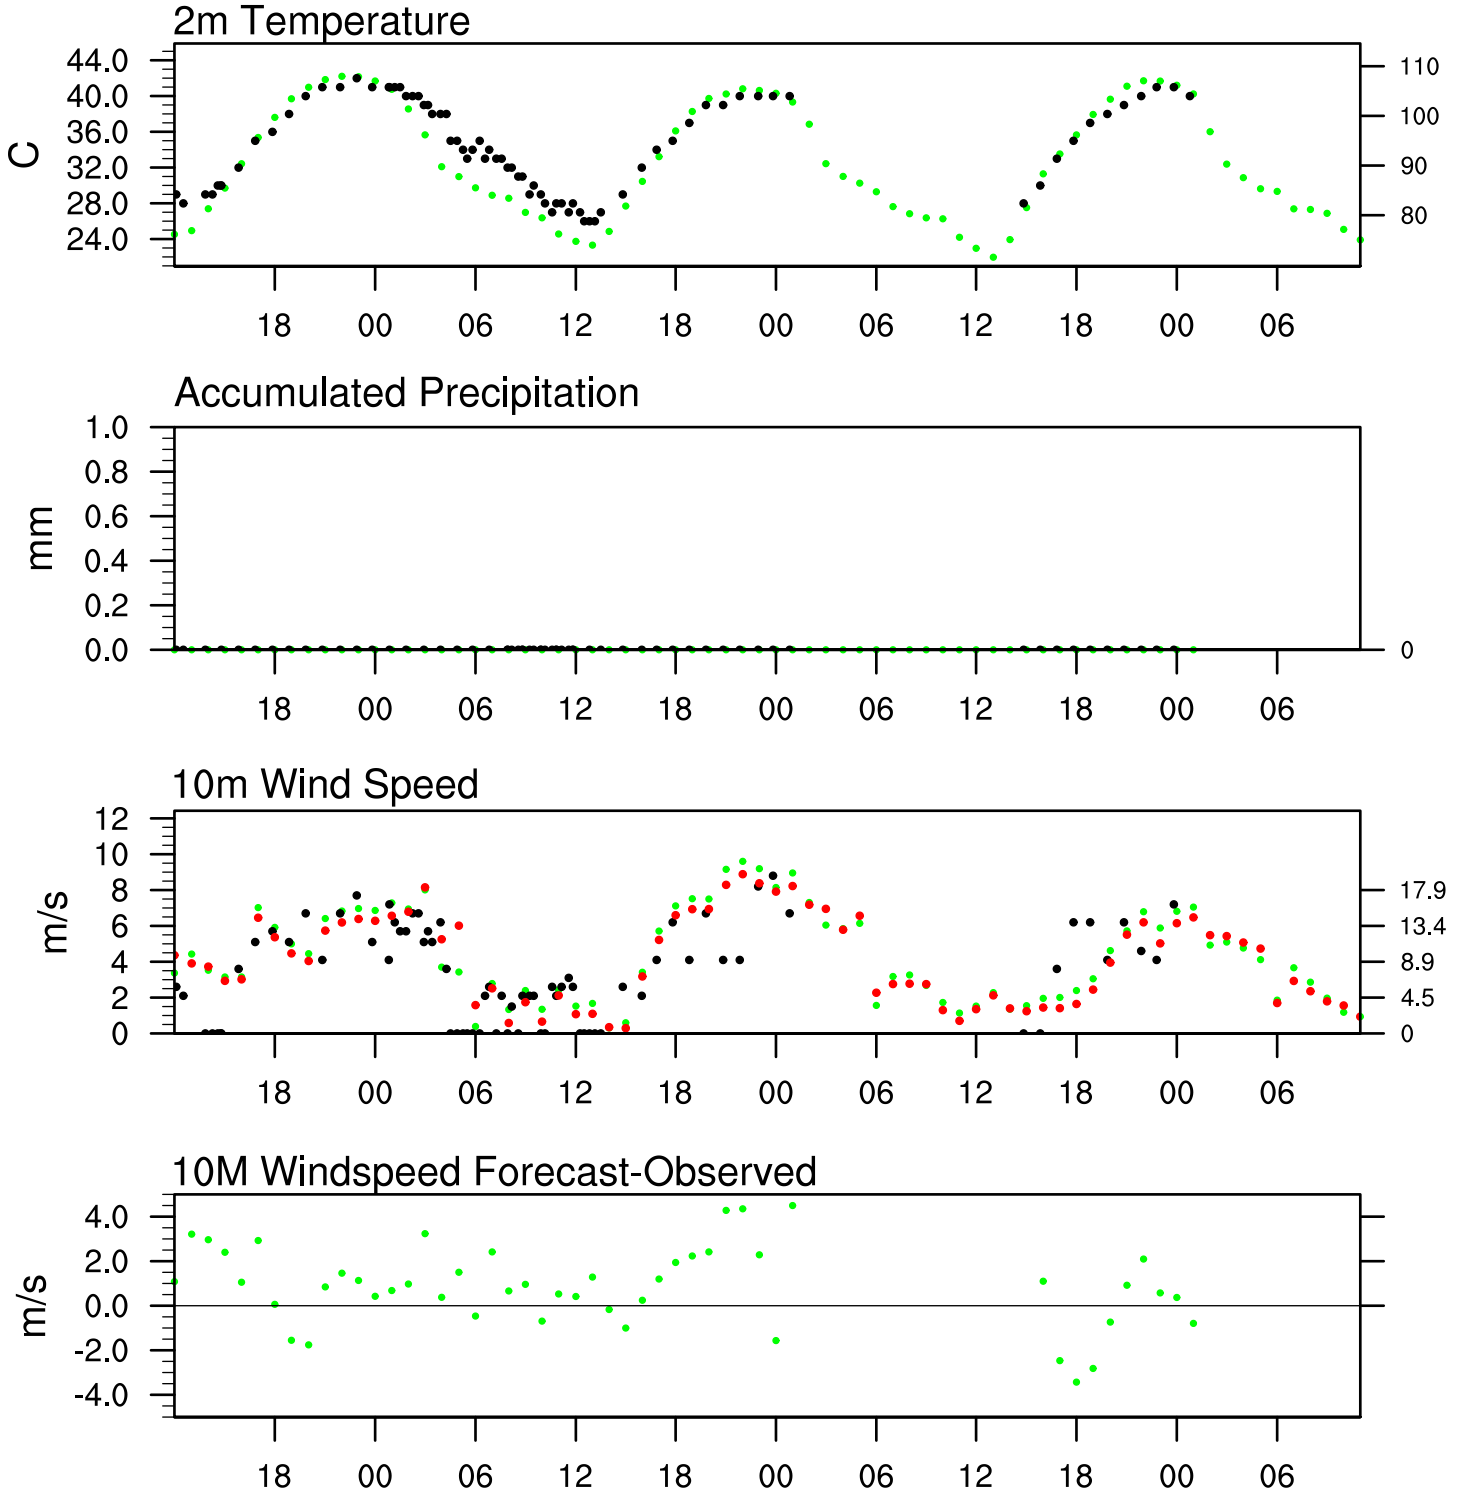 2m Temperature
44.0
40.0
36.0
32.0
28.0
24.0
C
110
100
90
80
18 00 06 12 18 00 06 12 18 00 06
Accumulated Precipitation
1.0
0.8
0.6
0.4
0.2
0.0
mm
0
18 00 06 12 18 00 06 12 18 00 06
10m Wind Speed
12
10
8
6
4
2
0
m/s
17.9
13.4
8.9
4.5
0
18 00 06 12 18 00 06 12 18 00 06
10M Windspeed Forecast-Observed
4.0
2.0
0.0
-2.0
-4.0
m/s
18 00 06 12 18 00 06 12 18 00 06